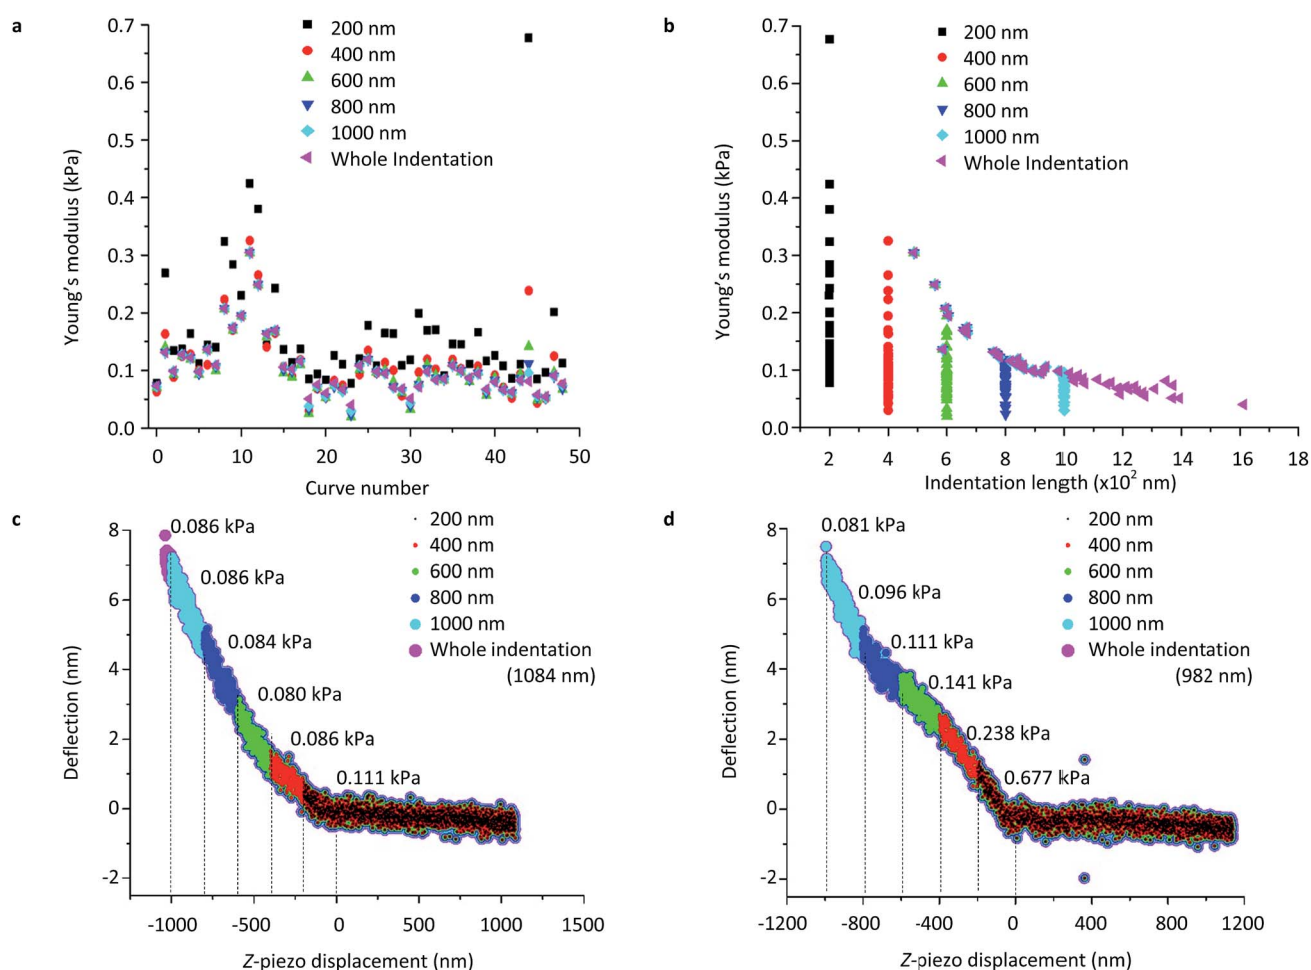 a
0.7
0.6
0.5
0.4
0.3
0.2
0.1
0.0
Young's modulus (kPa)
200 nm
400 nm
600 nm
800 nm
1000 nm
Whole Indentation
0
10
20
30
40
50
Curve number
b
0.7
0.6
0.5
0.4
0.3
0.2
0.1
0.0
Young's modulus (kPa)
200 nm
400 nm
600 nm
800 nm
1000 nm
Whole Indentation
2
4
6
8
10
12
14
16
18
Indentation length (x10² nm)
c
8
6
4
2
0
-2
Deflection (nm)
0.086 kPa
0.086 kPa
0.084 kPa
0.080 kPa
0.086 kPa
0.111 kPa
200 nm
400 nm
600 nm
800 nm
1000 nm
Whole indentation
(1084 nm)
-1000
-500
0
500
1000
1500
Z-piezo displacement (nm)
d
8
6
4
2
0
-2
Deflection (nm)
0.081 kPa
0.096 kPa
0.111 kPa
0.141 kPa
0.238 kPa
0.677 kPa
200 nm
400 nm
600 nm
800 nm
1000 nm
Whole indentation
(982 nm)
-1200
-800
-400
0
400
800
1200
Z-piezo displacement (nm)